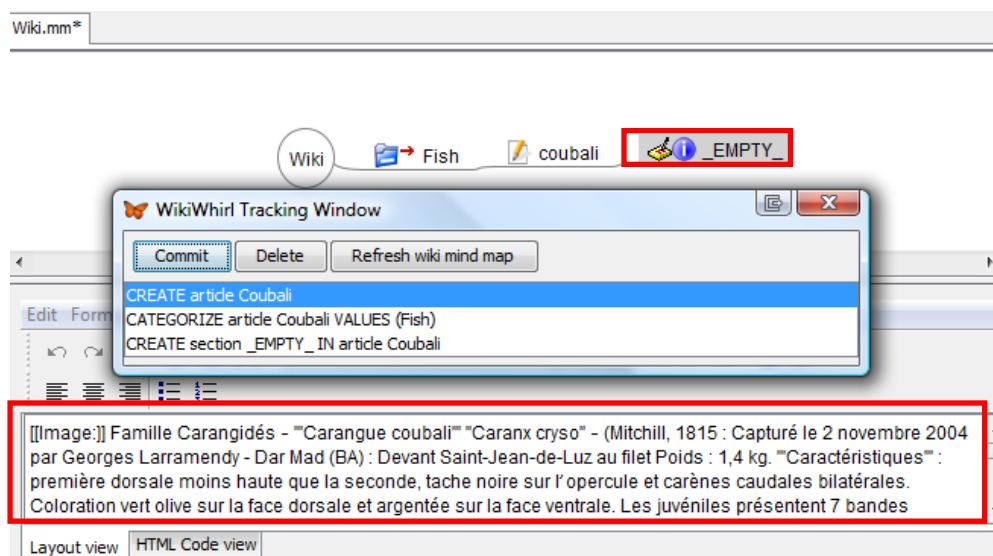 Wiki.mm*
Wiki
Fish
coubali
_EMPTY_
WikiWhirl Tracking Window
Commit
Delete
Refresh wiki mind map
CREATE article Coubali
CATEGORIZE article Coubali VALUES (Fish)
CREATE section _EMPTY_ IN article Coubali
Edit Form
[[Image:]] Famille Carangidés - '"Carangue coubali'" "Caranx cryso" - (Mitchill, 1815 : Capturé le 2 novembre 2004
par Georges Larramendy - Dar Mad (BA) : Devant Saint-Jean-de-Luz au filet Poids : 1,4 kg. '"Caractéristiques'" :
première dorsale moins haute que la seconde, tache noire sur l'opercule et carènes caudales bilatérales.
Coloration vert olive sur la face dorsale et argentée sur la face ventrale. Les juvéniles présentent 7 bandes
Layout view
HTML Code view